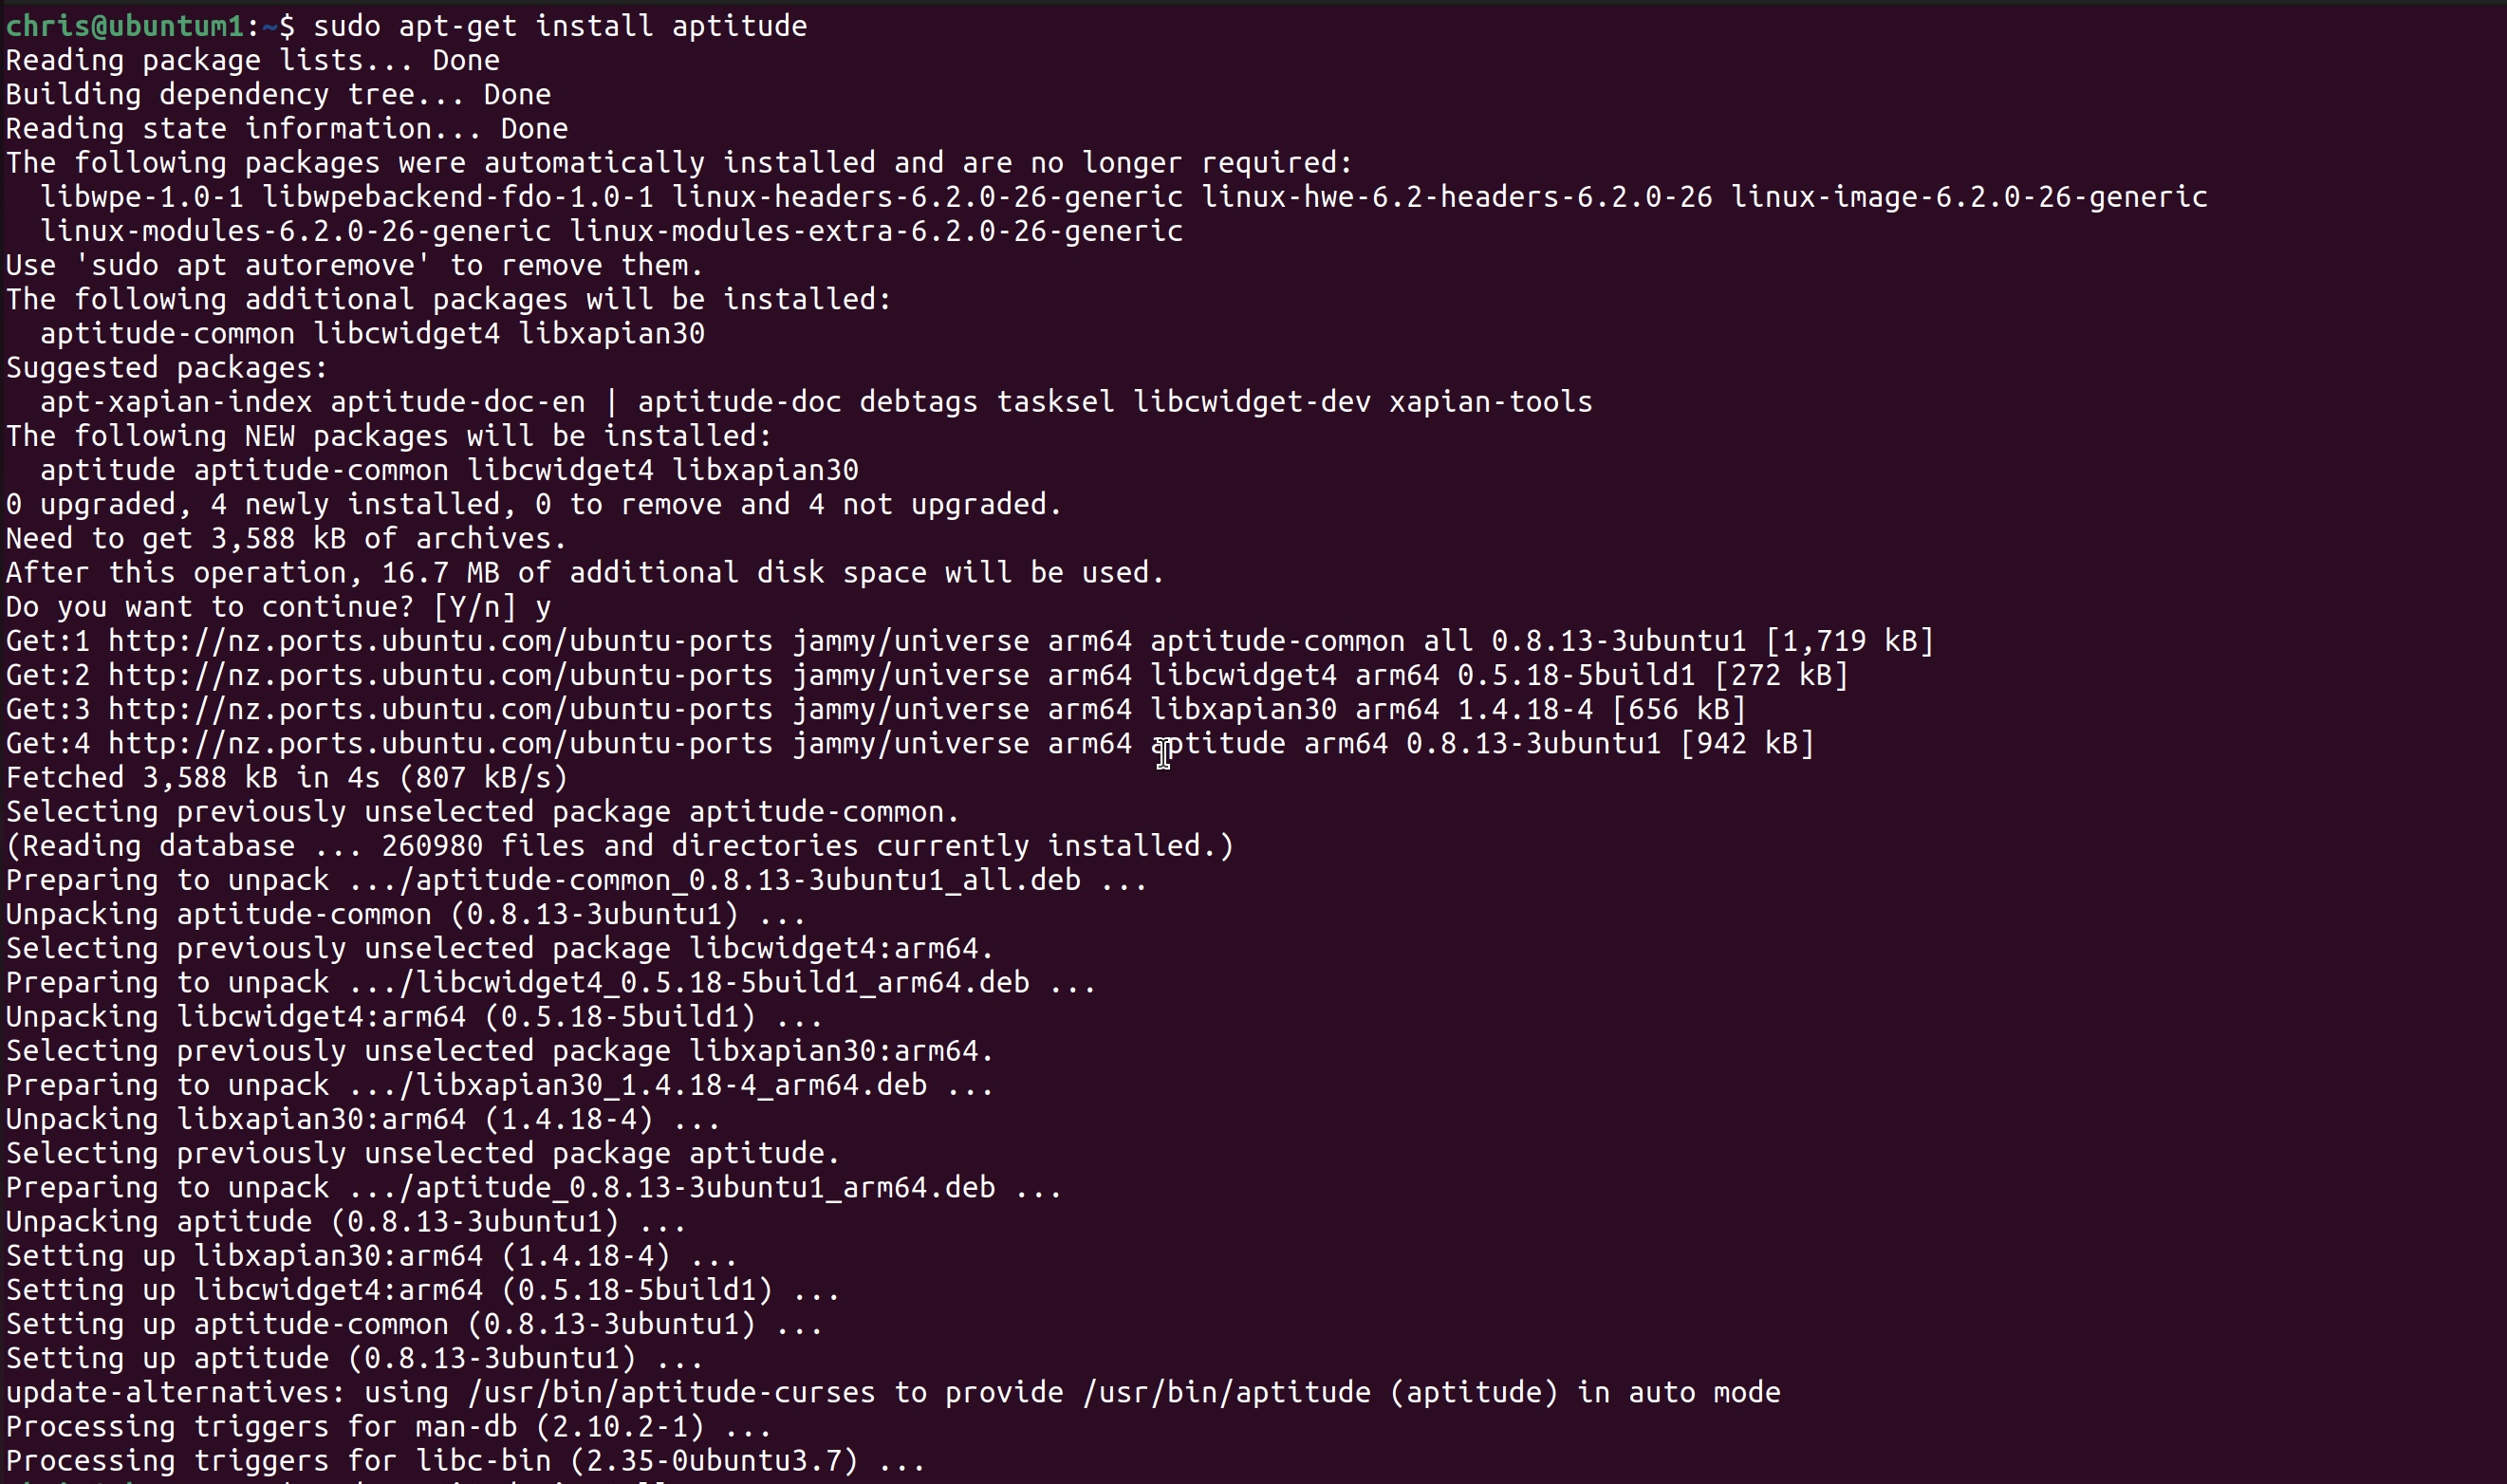 chris@ubuntum1:~$ sudo apt-get install aptitude
Reading package lists... Done
Building dependency tree... Done
Reading state information... Done
The following packages were automatically installed and are no longer required:
  libwpe-1.0-1 libwpebackend-fdo-1.0-1 linux-headers-6.2.0-26-generic linux-hwe-6.2-headers-6.2.0-26 linux-image-6.2.0-26-generic
  linux-modules-6.2.0-26-generic linux-modules-extra-6.2.0-26-generic
Use 'sudo apt autoremove' to remove them.
The following additional packages will be installed:
  aptitude-common libcwidget4 libxapian30
Suggested packages:
  apt-xapian-index aptitude-doc-en | aptitude-doc debtags tasksel libcwidget-dev xapian-tools
The following NEW packages will be installed:
  aptitude aptitude-common libcwidget4 libxapian30
0 upgraded, 4 newly installed, 0 to remove and 4 not upgraded.
Need to get 3,588 kB of archives.
After this operation, 16.7 MB of additional disk space will be used.
Do you want to continue? [Y/n] y
Get:1 http://nz.ports.ubuntu.com/ubuntu-ports jammy/universe arm64 aptitude-common all 0.8.13-3ubuntu1 [1,719 kB]
Get:2 http://nz.ports.ubuntu.com/ubuntu-ports jammy/universe arm64 libcwidget4 arm64 0.5.18-5build1 [272 kB]
Get:3 http://nz.ports.ubuntu.com/ubuntu-ports jammy/universe arm64 libxapian30 arm64 1.4.18-4 [656 kB]
Get:4 http://nz.ports.ubuntu.com/ubuntu-ports jammy/universe arm64 aptitude arm64 0.8.13-3ubuntu1 [942 kB]
Fetched 3,588 kB in 4s (807 kB/s)
Selecting previously unselected package aptitude-common.
(Reading database ... 260980 files and directories currently installed.)
Preparing to unpack .../aptitude-common_0.8.13-3ubuntu1_all.deb ...
Unpacking aptitude-common (0.8.13-3ubuntu1) ...
Selecting previously unselected package libcwidget4:arm64.
Preparing to unpack .../libcwidget4_0.5.18-5build1_arm64.deb ...
Unpacking libcwidget4:arm64 (0.5.18-5build1) ...
Selecting previously unselected package libxapian30:arm64.
Preparing to unpack .../libxapian30_1.4.18-4_arm64.deb ...
Unpacking libxapian30:arm64 (1.4.18-4) ...
Selecting previously unselected package aptitude.
Preparing to unpack .../aptitude_0.8.13-3ubuntu1_arm64.deb ...
Unpacking aptitude (0.8.13-3ubuntu1) ...
Setting up libxapian30:arm64 (1.4.18-4) ...
Setting up libcwidget4:arm64 (0.5.18-5build1) ...
Setting up aptitude-common (0.8.13-3ubuntu1) ...
Setting up aptitude (0.8.13-3ubuntu1) ...
update-alternatives: using /usr/bin/aptitude-curses to provide /usr/bin/aptitude (aptitude) in auto mode
Processing triggers for man-db (2.10.2-1) ...
Processing triggers for libc-bin (2.35-0ubuntu3.7) ...